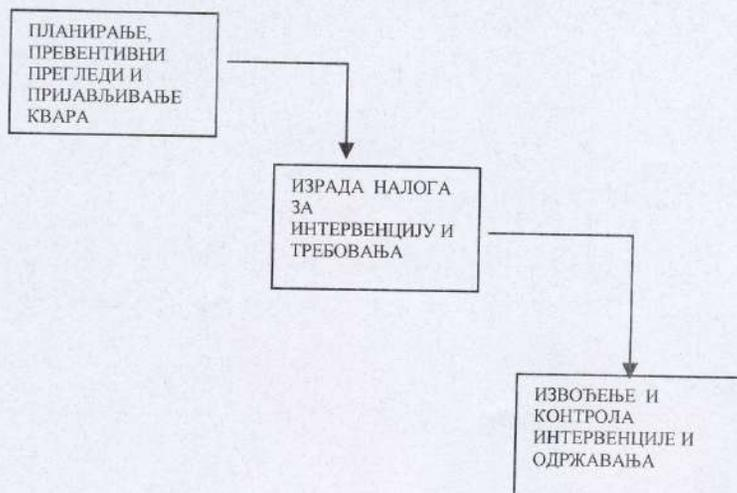 ПЛАНИРАЊЕ,
ПРЕВЕНТИВНИ
ПРЕГЛЕДИ И
ПРИЈАВЉИВАЊЕ
КВАРА
ИЗРАДА НАЛОГА
ЗА
ИНТЕРВЕНЦИЈУ И
ТРЕБОВАЊА
ИЗВОЂЕЊЕ И
КОНТРОЛА
ИНТЕРВЕНЦИЈЕ И
ОДРЖАВАЊА